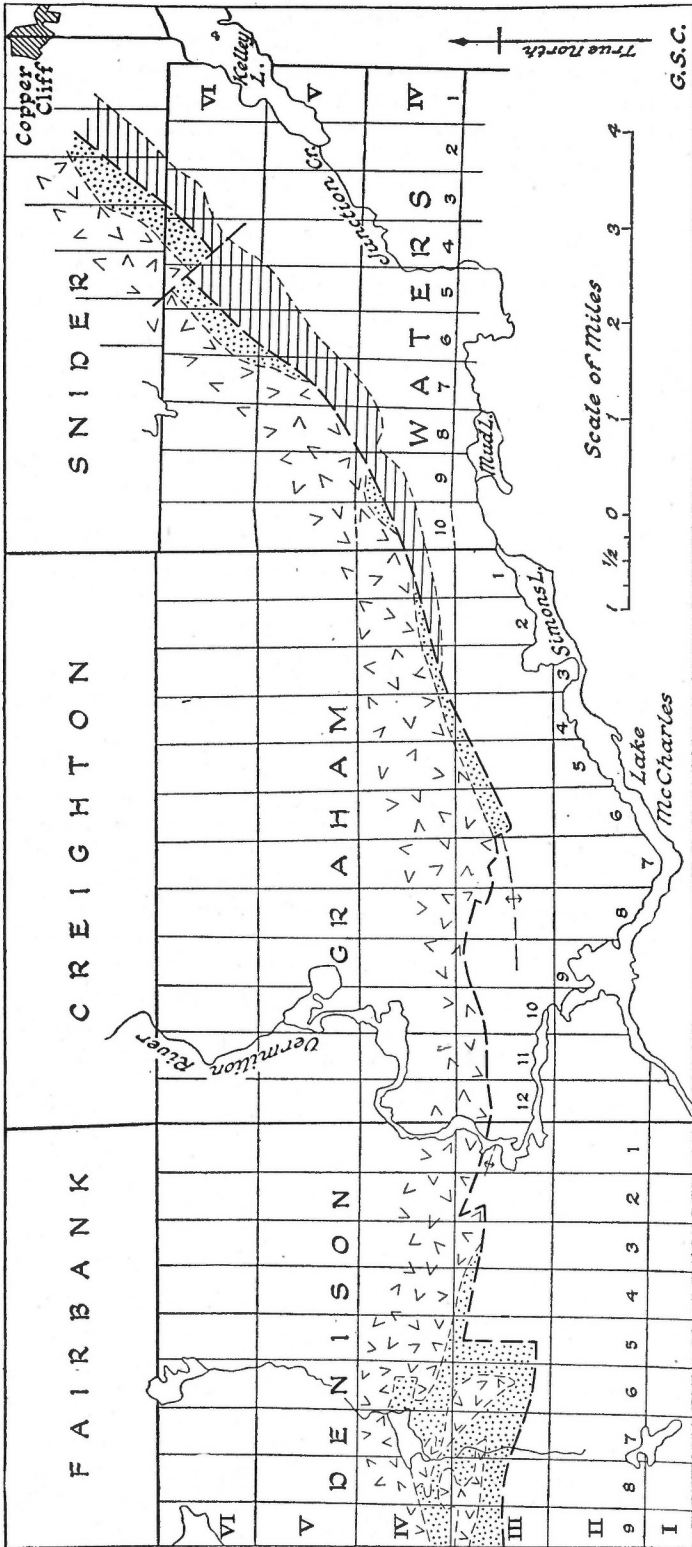 FAIRBANK
CREIGHTON
SNIDER
Copper
Cliff
Vermilion
River
DENISON
GRAHAM
WATERS
Kelley
L.
Junction Cr.
Mud L.
Simons L.
Lake
McCharles
VI
V
IV
III
II
I
9 8 7 6 5 4 3 2 1
12 11 10 9 8 7 6 5 4 3 2 1
10 9 8 7 6 5 4 3 2 1
VI
V
IV
1 ½ 0 1 2 3 4
Scale of Miles
True north
G.S.C.